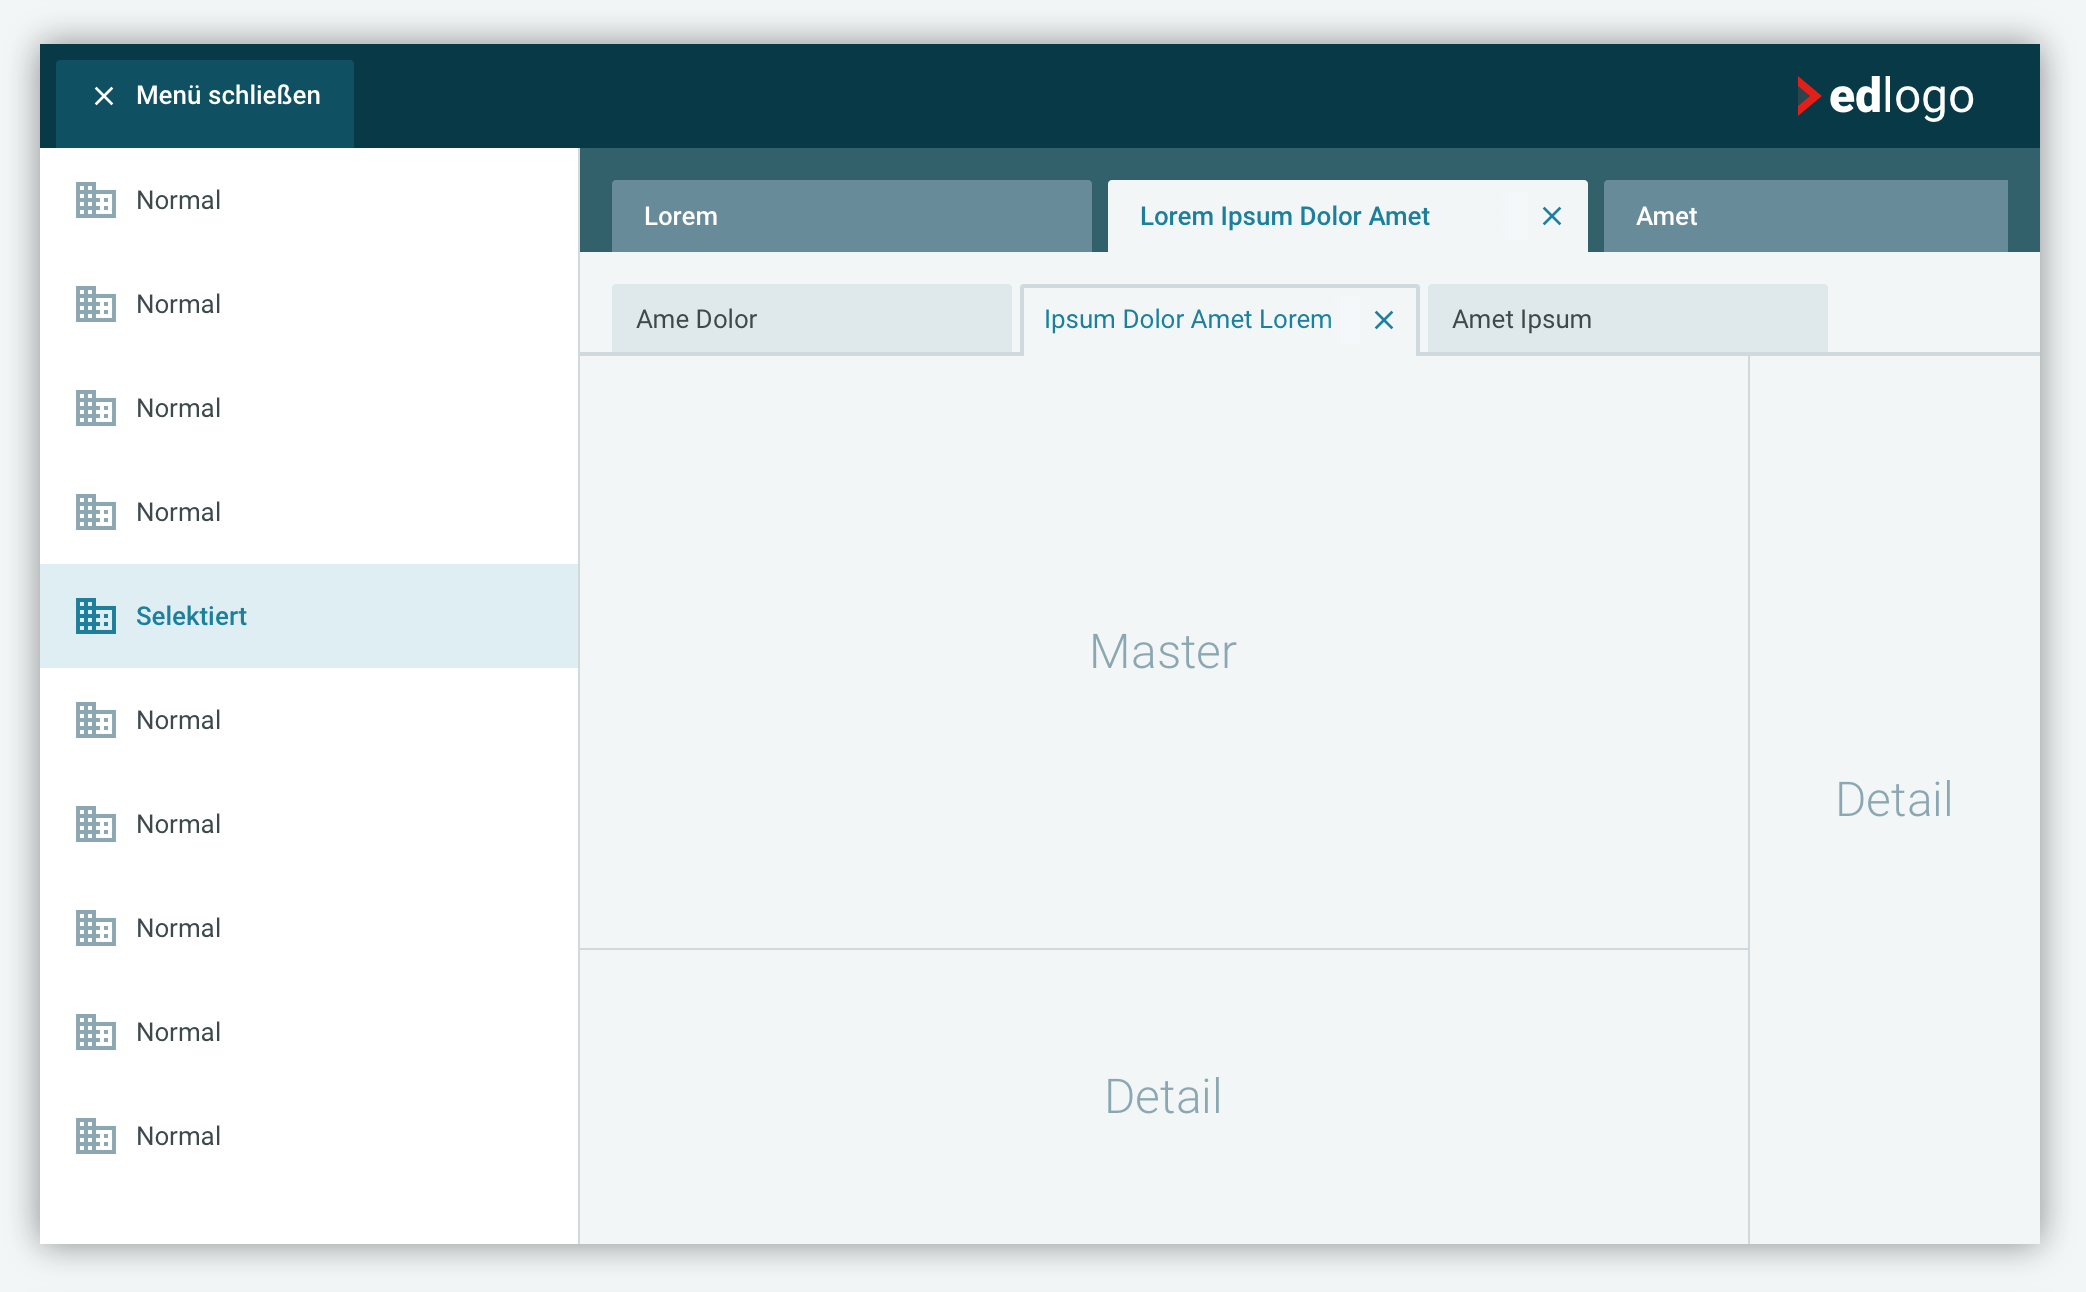 Menü schließen
edlogo
Normal
Normal
Normal
Normal
Selektiert
Normal
Normal
Normal
Normal
Normal
Lorem
Lorem Ipsum Dolor Amet
Amet
Ame Dolor
Ipsum Dolor Amet Lorem
Amet Ipsum
Master
Detail
Detail